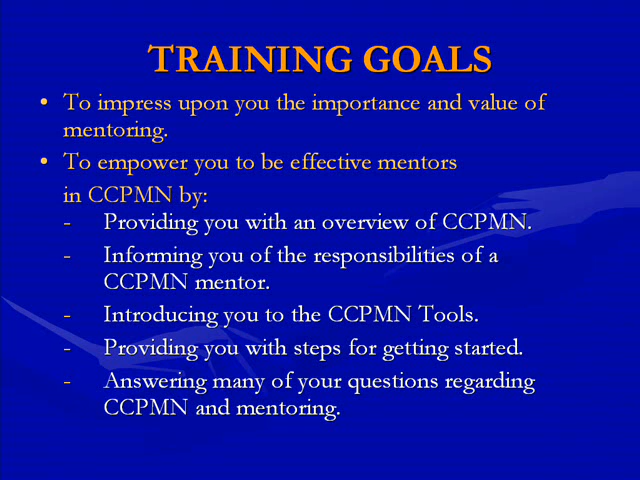 TRAINING GOALS
• To impress upon you the importance and value of
mentoring.
• To empower you to be effective mentors
in CCPMN by:
- Providing you with an overview of CCPMN.
- Informing you of the responsibilities of a
CCPMN mentor.
- Introducing you to the CCPMN Tools.
- Providing you with steps for getting started.
- Answering many of your questions regarding
CCPMN and mentoring.